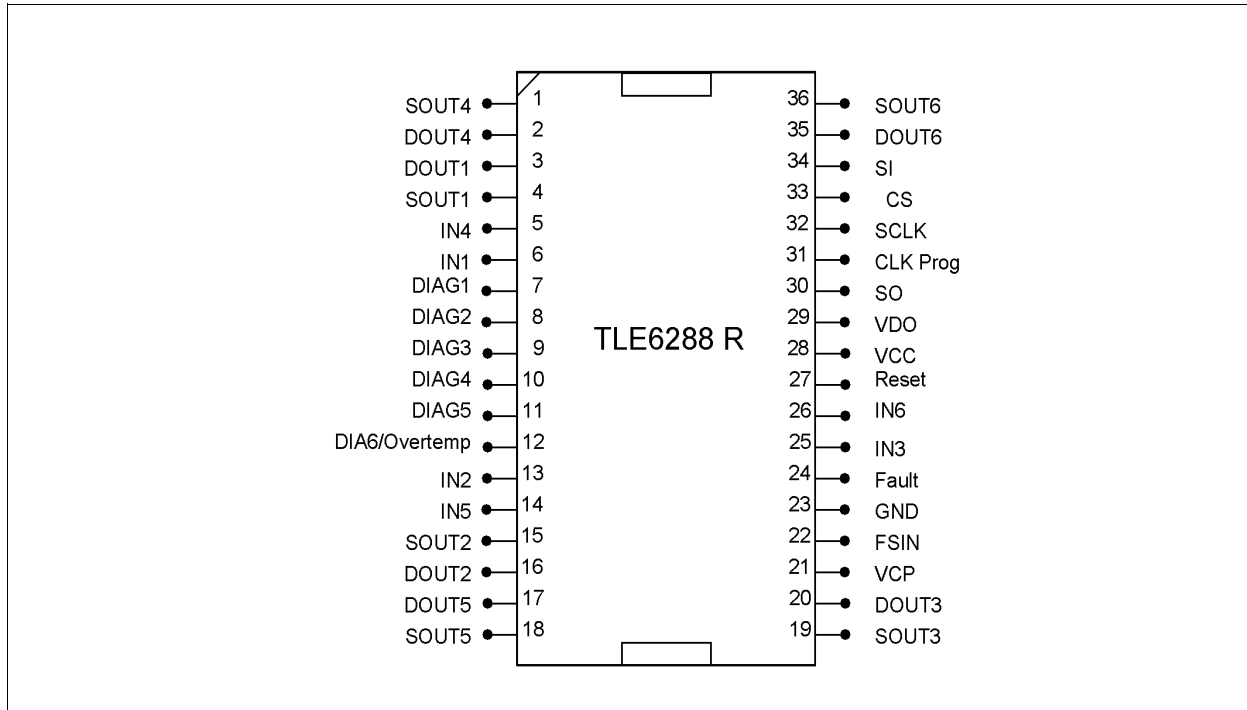 SOUT4 1 36 SOUT6
DOUT4 2 35 DOUT6
DOUT1 3 34 SI
SOUT1 4 33 CS
IN4 5 32 SCLK
IN1 6 31 CLK Prog
DIAG1 7 30 SO
DIAG2 8 29 VDO
DIAG3 9 28 VCC
TLE6288 R
DIAG4 10 27 Reset
DIAG5 11 26 IN6
DIA6/Overtemp 12 25 IN3
IN2 13 24 Fault
IN5 14 23 GND
SOUT2 15 22 FSIN
DOUT2 16 21 VCP
DOUT5 17 20 DOUT3
SOUT5 18 19 SOUT3